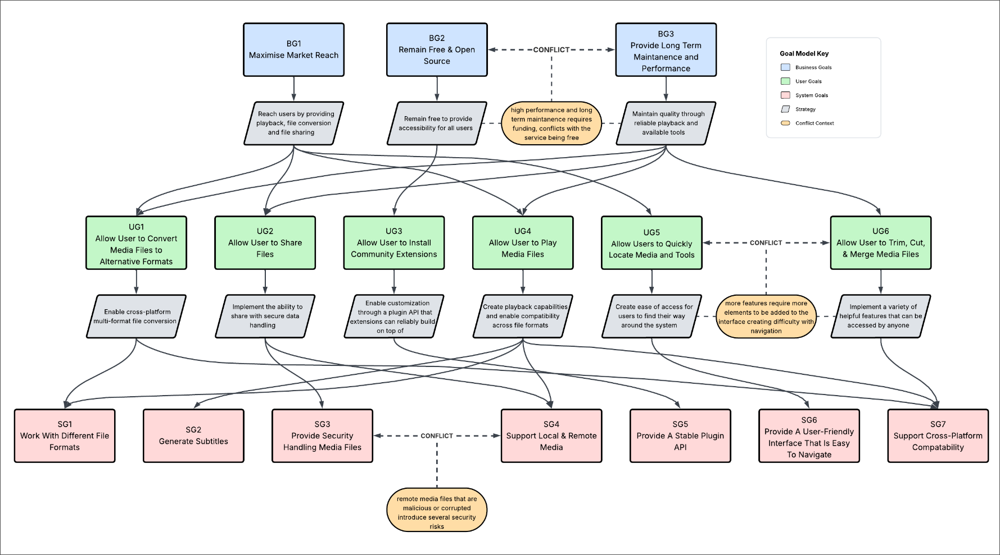 BG1
Maximise Market Reach
BG2
Remain Free & Open
Source
CONFLICT
BG3
Provide Long Term
Maintanence and
Performance
Goal Model Key
Business Goals
User Goals
System Goals
Strategy
Conflict Context
Reach users by providing
playback, file conversion
and file sharing
Remain free to provide
accessibility for all users
high performance and long
term maintanence requires
funding, conflicts with the
service being free
Maintain quality through
reliable playback and
available tools
UG1
Allow User to Convert
Media Files to
Alternative Formats
UG2
Allow User to Share
Files
UG3
Allow User to Install
Community Extensions
UG4
Allow User to Play
Media Files
UG5
Allow Users to Quickly
Locate Media and Tools
CONFLICT
UG6
Allow User to Trim, Cut,
& Merge Media Files
Enable cross-platform
multi-format file conversion
Implement the ability to
share with secure data
handling
Enable customization
through a plugin API that
extensions can reliably build
on top of
Create playback capabilities
and enable compatibility
across file formats
Create ease of access for
users to find their way
around the system
more features require more
elements to be added to the
interface creating difficulty with
navigation
Implement a variety of
helpful features that can be
accessed by anyone
SG1
Work With Different File
Formats
SG2
Generate Subtitles
SG3
Provide Security
Handling Media Files
CONFLICT
SG4
Support Local & Remote
Media
SG5
Provide A Stable Plugin
API
SG6
Provide A User-Friendly
Interface That Is Easy
To Navigate
SG7
Support Cross-Platform
Compatability
remote media files that are
malicious or corrupted
introduce several security
risks